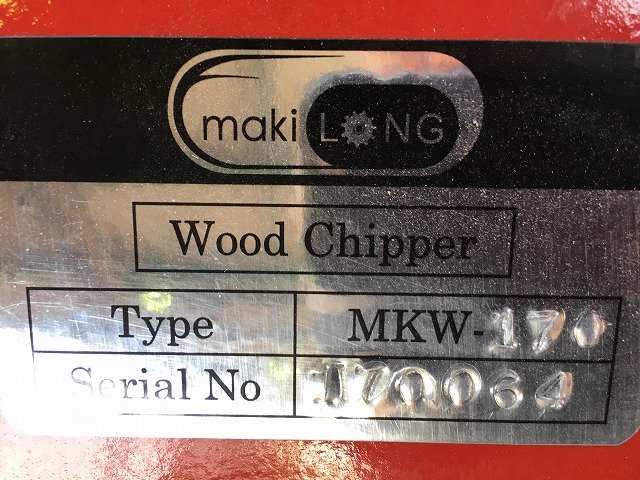 maki LONG
Wood Chipper
Type MKW-170
Serial No 170064